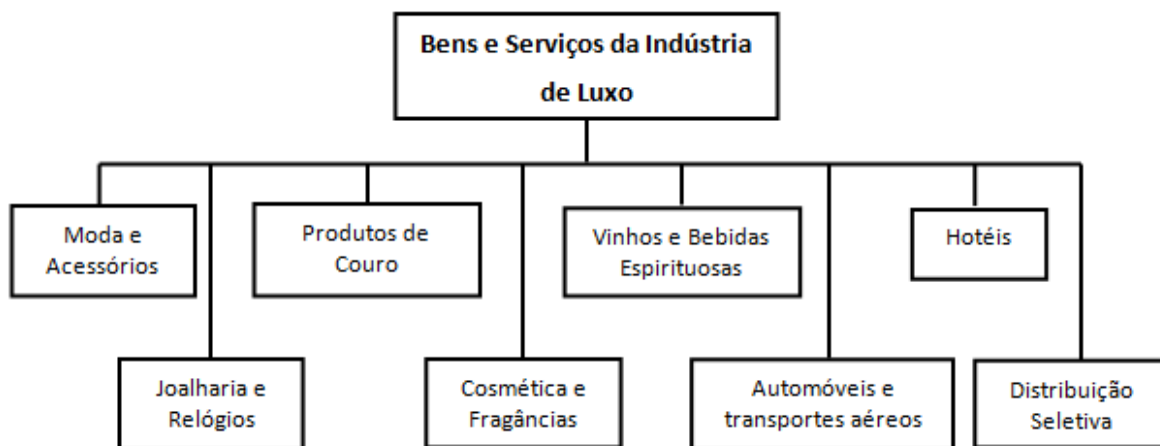 Bens e Serviços da Indústria
de Luxo
Moda e
Acessórios
Produtos de
Couro
Vinhos e Bebidas
Espirituosas
Hotéis
Joalharia e
Relógios
Cosmética e
Fragâncias
Automóveis e
transportes aéreos
Distribuição
Seletiva